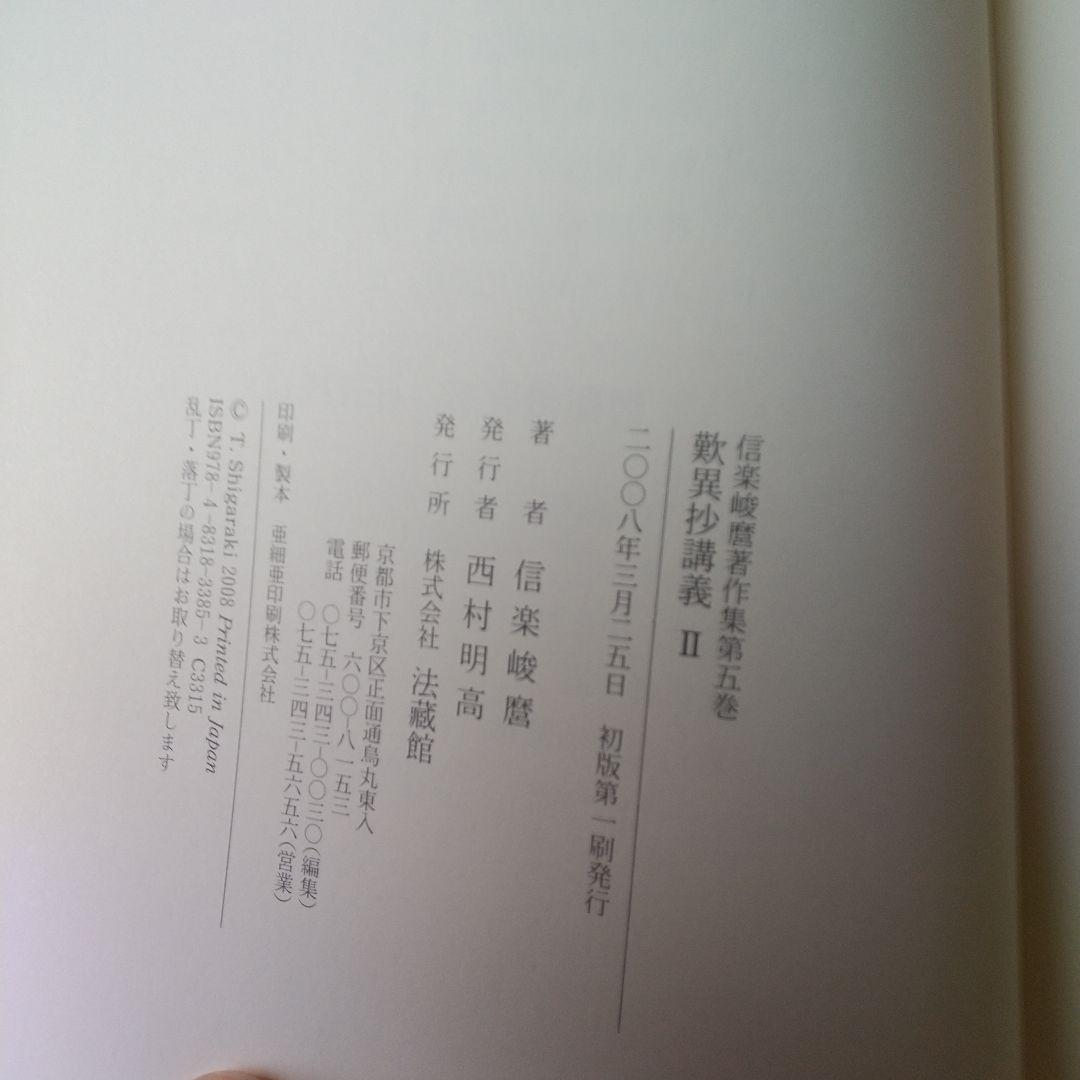 信楽峻麿著作集第五巻
歎異抄講義 Ⅱ
二〇〇八年三月二五日 初版第一刷発行
著者 信楽峻麿
発行者 西村明高
発行所 株式会社 法藏館
京都市下京区正面通烏丸東入
郵便番号 六〇〇-八一五三
電話 〇七五-三四三-〇〇三〇(編集)
〇七五-三四三-五六五六(営業)
印刷・製本 亜細亜印刷株式会社
© T. Shigaraki 2008 Printed in Japan
ISBN978-4-8318-3385-3 C3315
乱丁・落丁の場合はお取り替え致します